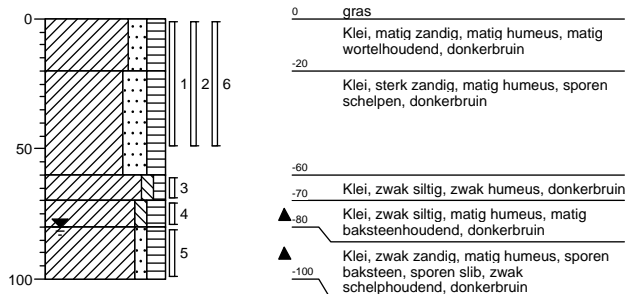 0
50
100
1 2 6
3
4
5
0 gras
Klei, matig zandig, matig humeus, matig
wortelhoudend, donkerbruin
-20
Klei, sterk zandig, matig humeus, sporen
schelpen, donkerbruin
-60
Klei, zwak siltig, zwak humeus, donkerbruin
-70
Klei, zwak siltig, matig humeus, matig
baksteenhoudend, donkerbruin
-80
Klei, zwak zandig, matig humeus, sporen
baksteen, sporen slib, zwak
schelphoudend, donkerbruin
-100